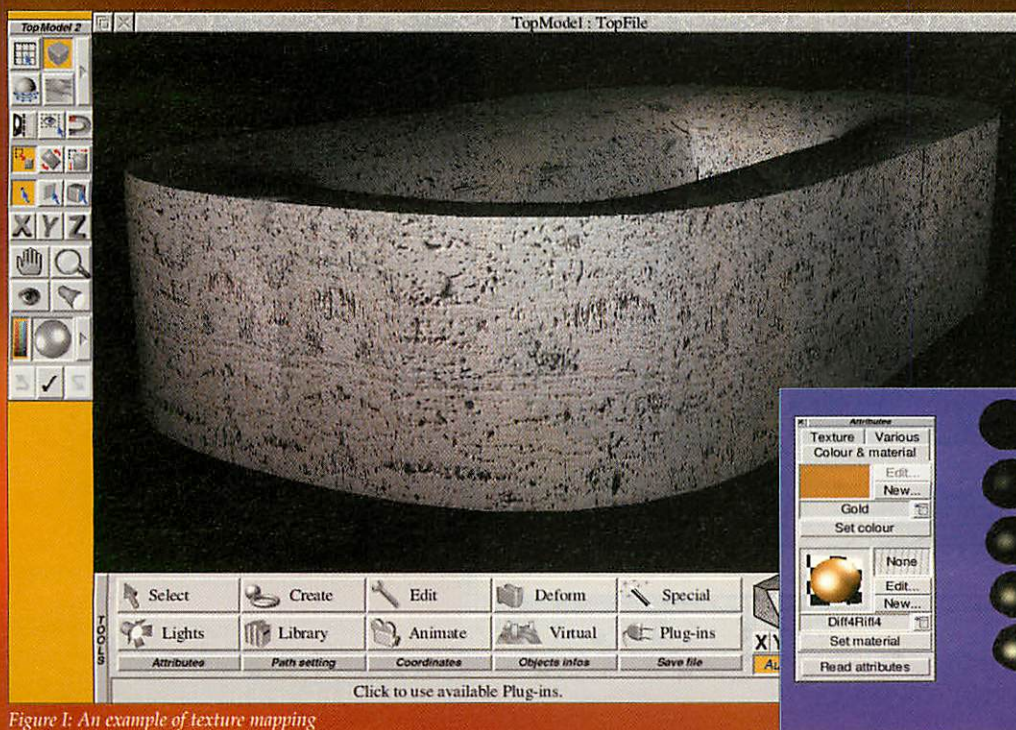 TopModel 2
TopModel : TopFile
X Y Z
Attributes
Texture Various
Colour & material
Edit...
New...
Gold
Set colour
None
Edit...
New...
Diff4Rifl4
Set material
Read attributes
TOOLS
Select Create Edit Deform Special
Lights Library Animate Virtual Plug-ins
Attributes Path setting Coordinates Objects infos Save file
Click to use available Plug-ins.
Figure I: An example of texture mapping